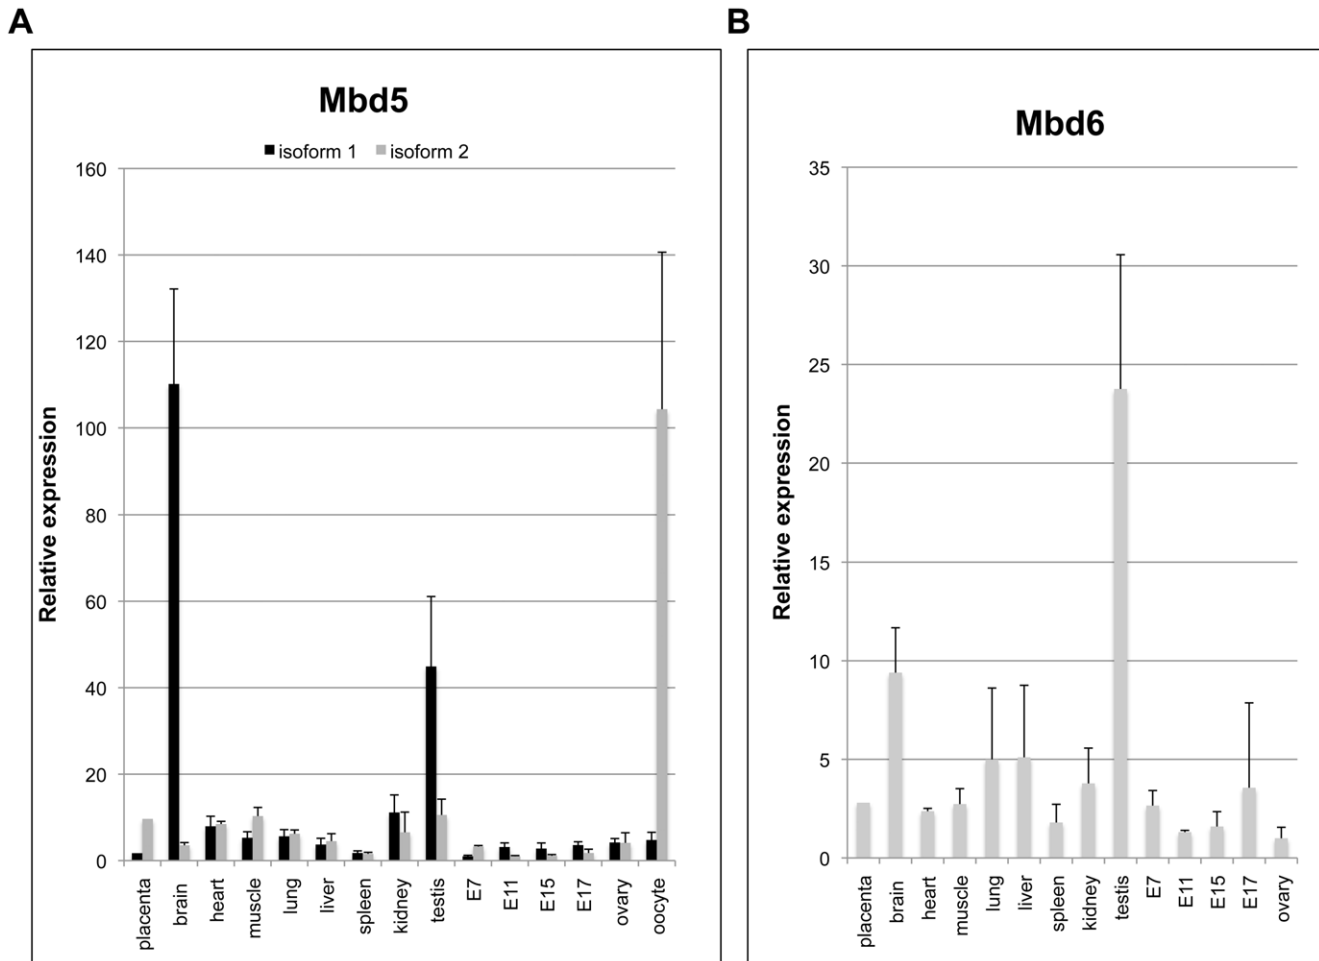 A
Mbd5
isoform 1 isoform 2
160
140
120
100
80
60
40
20
0
Relative expression
placenta
brain
heart
muscle
lung
liver
spleen
kidney
testis
E7
E11
E15
E17
ovary
oocyte
B
Mbd6
35
30
25
20
15
10
5
0
Relative expression
placenta
brain
heart
muscle
lung
liver
spleen
kidney
testis
E7
E11
E15
E17
ovary